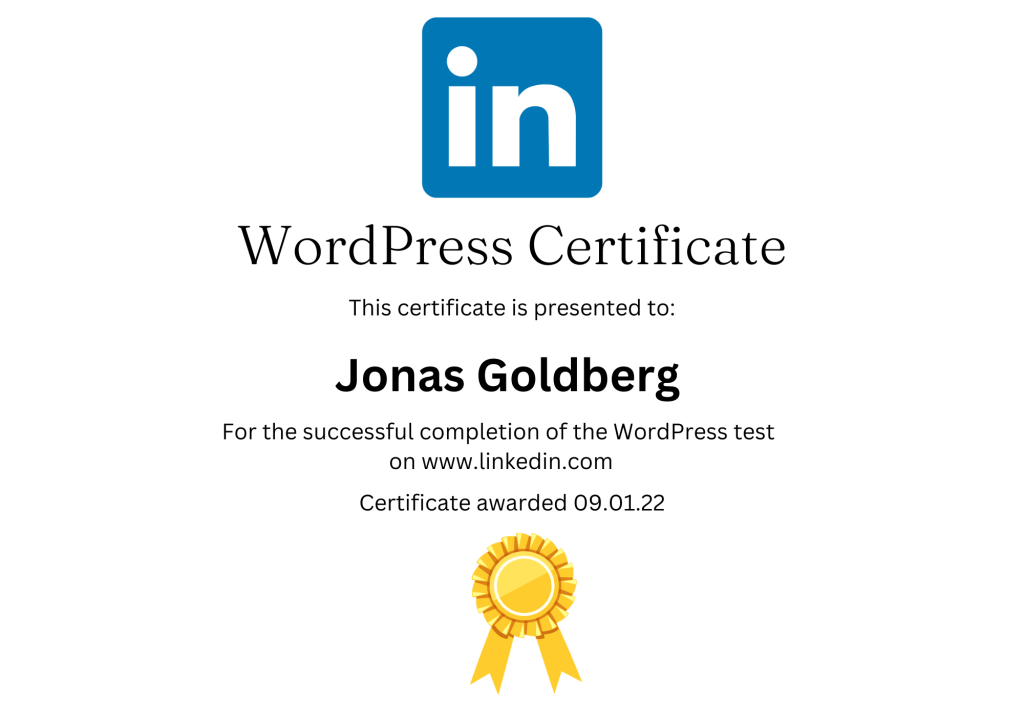 in
WordPress Certificate
This certificate is presented to:
Jonas Goldberg
For the successful completion of the WordPress test
on www.linkedin.com
Certificate awarded 09.01.22